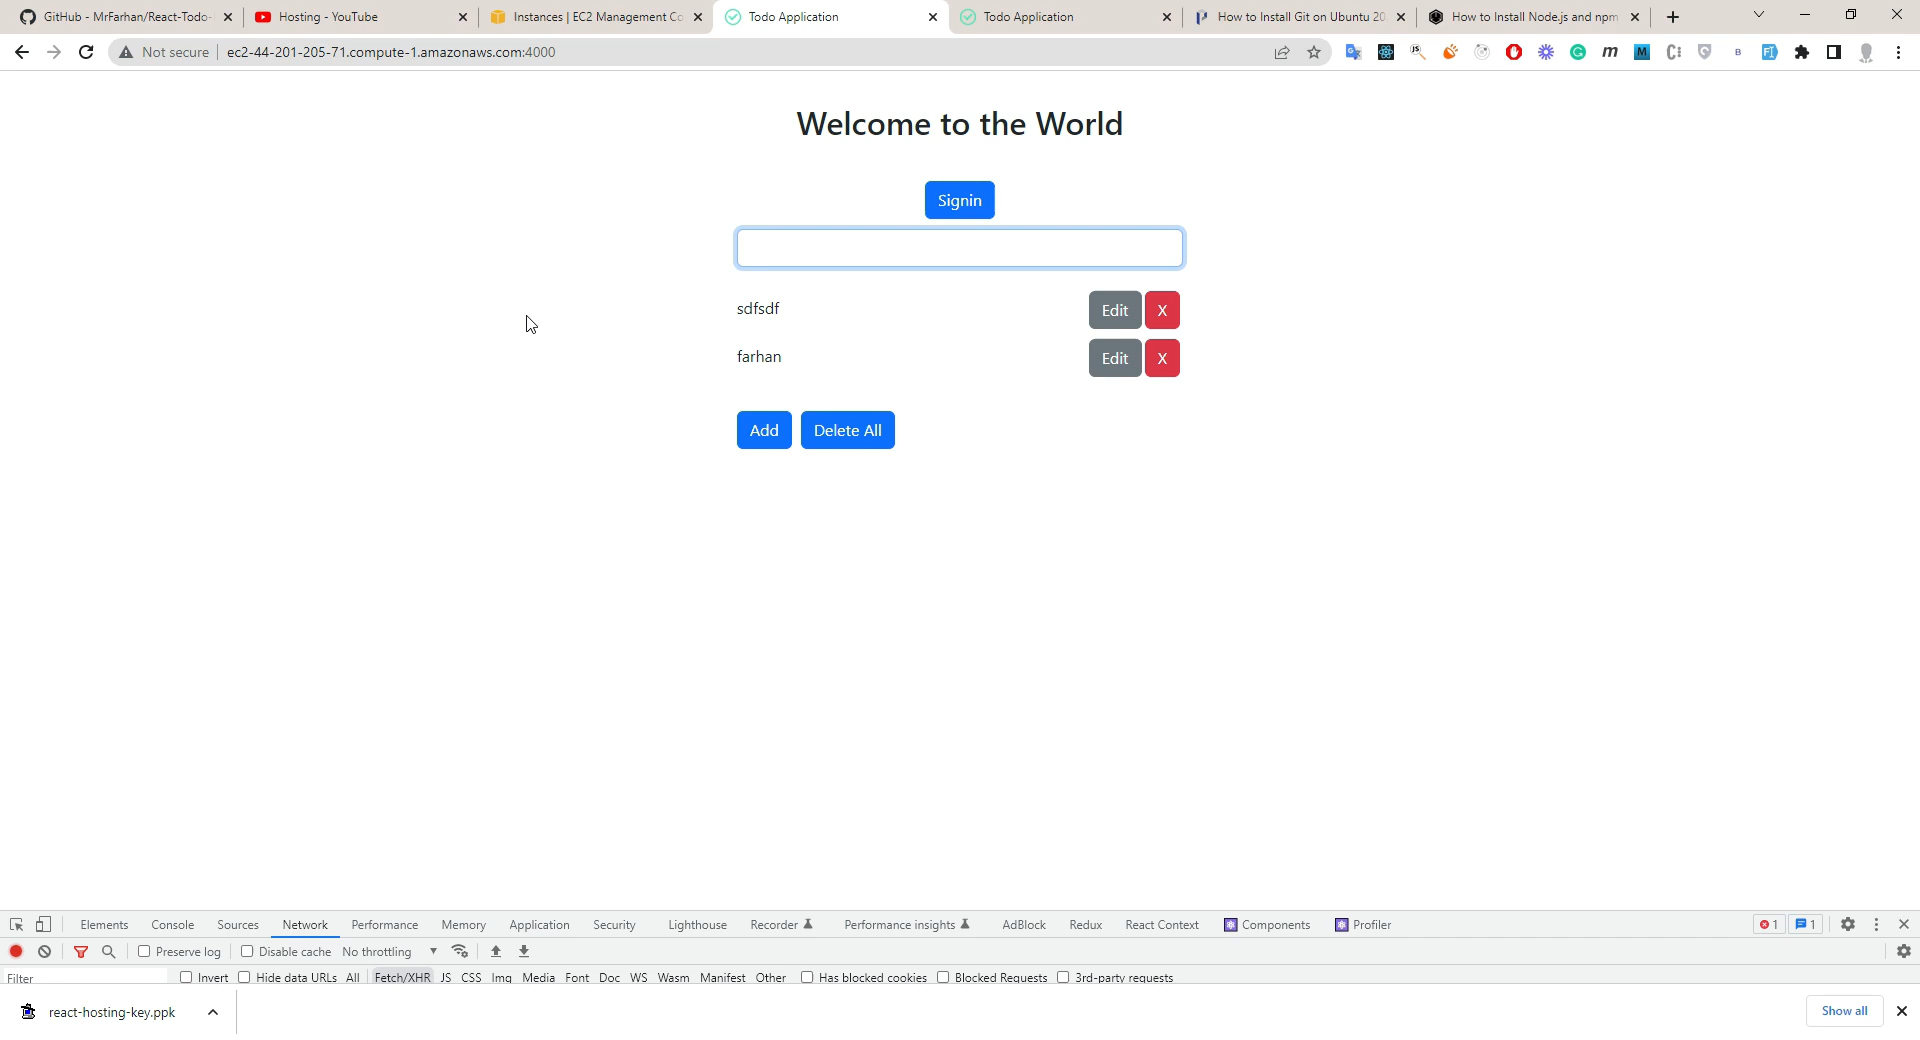 GitHub - MrFarhan/React-Todo-
Hosting - YouTube
Instances | EC2 Management Co
Todo Application
Todo Application
How to Install Git on Ubuntu 20
How to Install Node.js and npm
Not secure
ec2-44-201-205-71.compute-1.amazonaws.com:4000
Welcome to the World
Signin
sdfsdf
Edit
X
farhan
Edit
X
Add
Delete All
Elements
Console
Sources
Network
Performance
Memory
Application
Security
Lighthouse
Recorder
Performance insights
AdBlock
Redux
React Context
Components
Profiler
1
1
Preserve log
Disable cache
No throttling
Filter
Invert
Hide data URLs
All
Fetch/XHR
JS
CSS
Img
Media
Font
Doc
WS
Wasm
Manifest
Other
Has blocked cookies
Blocked Requests
3rd-party requests
react-hosting-key.ppk
Show all